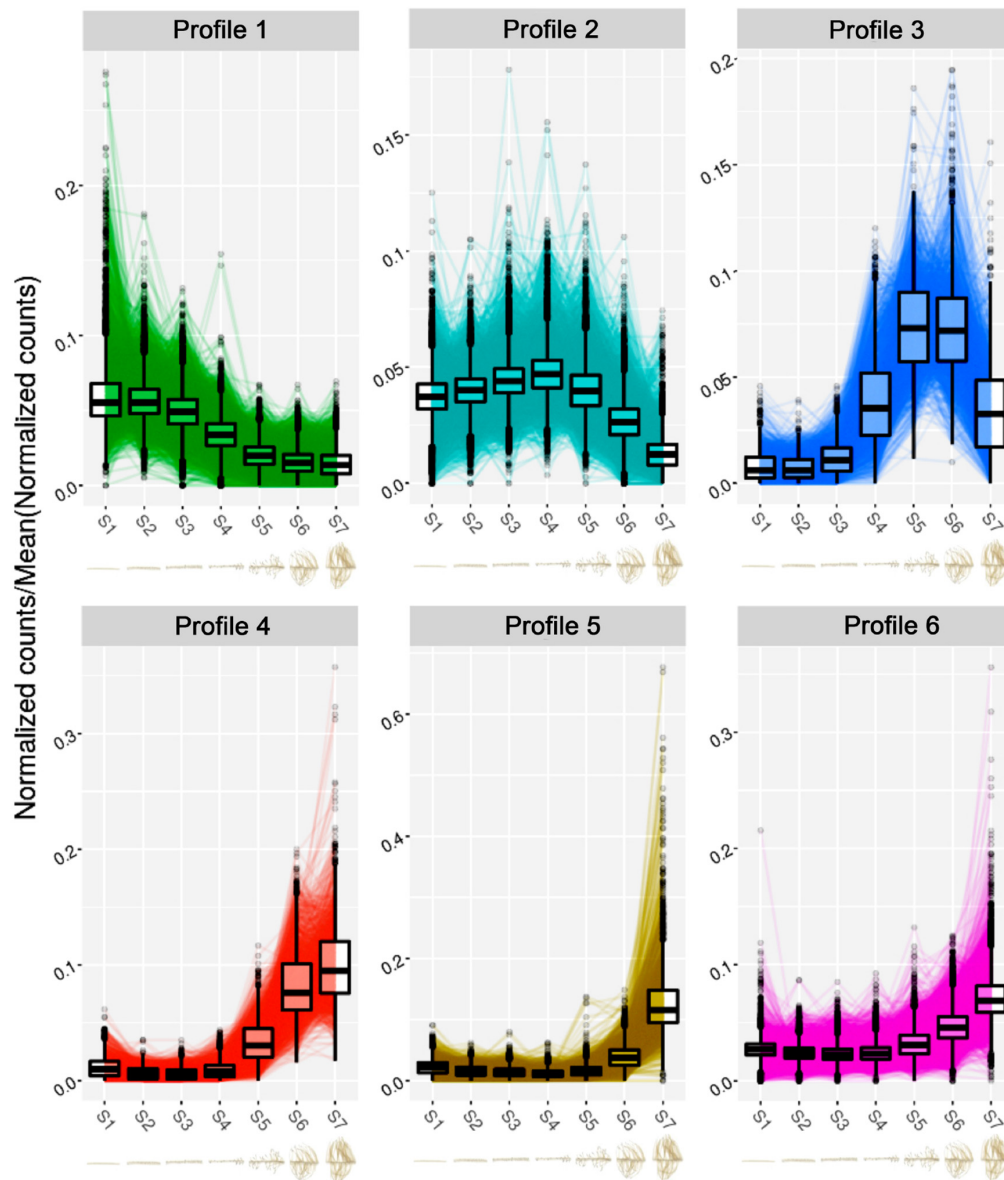 Normalized counts/Mean(Normalized counts)
Profile 1
0.2
0.1
0.0
S1 S2 S3 S4 S5 S6 S7
Profile 2
0.15
0.1
0.05
0.0
S1 S2 S3 S4 S5 S6 S7
Profile 3
0.2
0.15
0.1
0.05
0.0
S1 S2 S3 S4 S5 S6 S7
Profile 4
0.3
0.2
0.1
0.0
S1 S2 S3 S4 S5 S6 S7
Profile 5
0.6
0.4
0.2
0.0
S1 S2 S3 S4 S5 S6 S7
Profile 6
0.3
0.2
0.1
0.0
S1 S2 S3 S4 S5 S6 S7